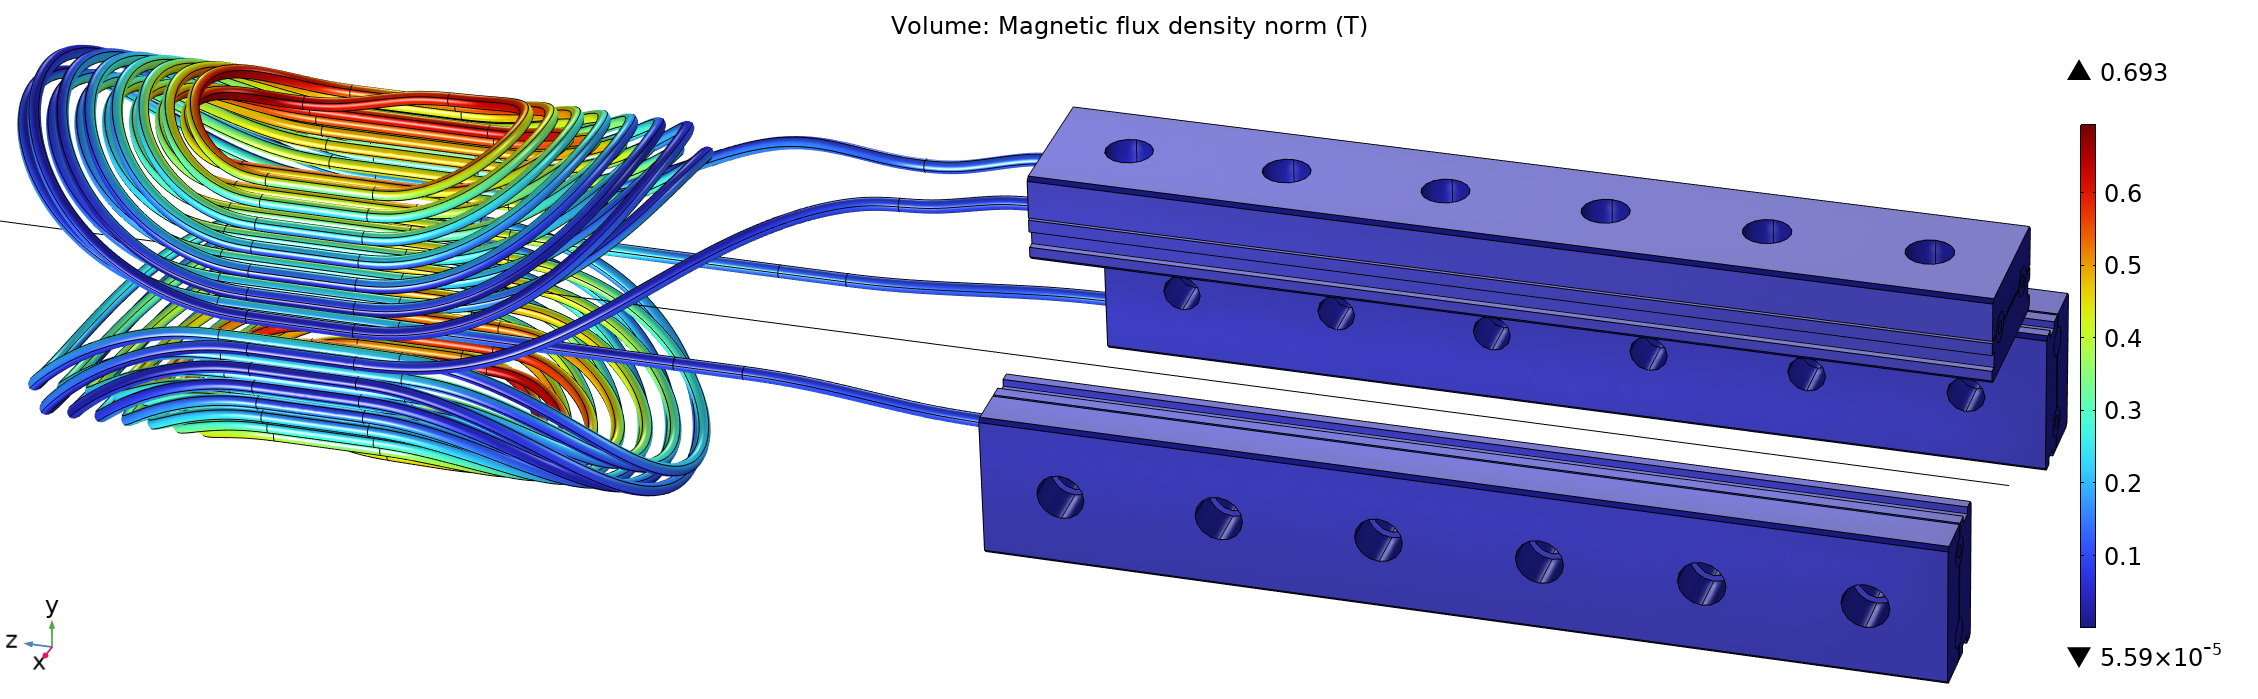 Volume: Magnetic flux density norm (T)
▲ 0.693
0.6
0.5
0.4
0.3
0.2
0.1
▼ 5.59×10⁻⁵
y
z
x